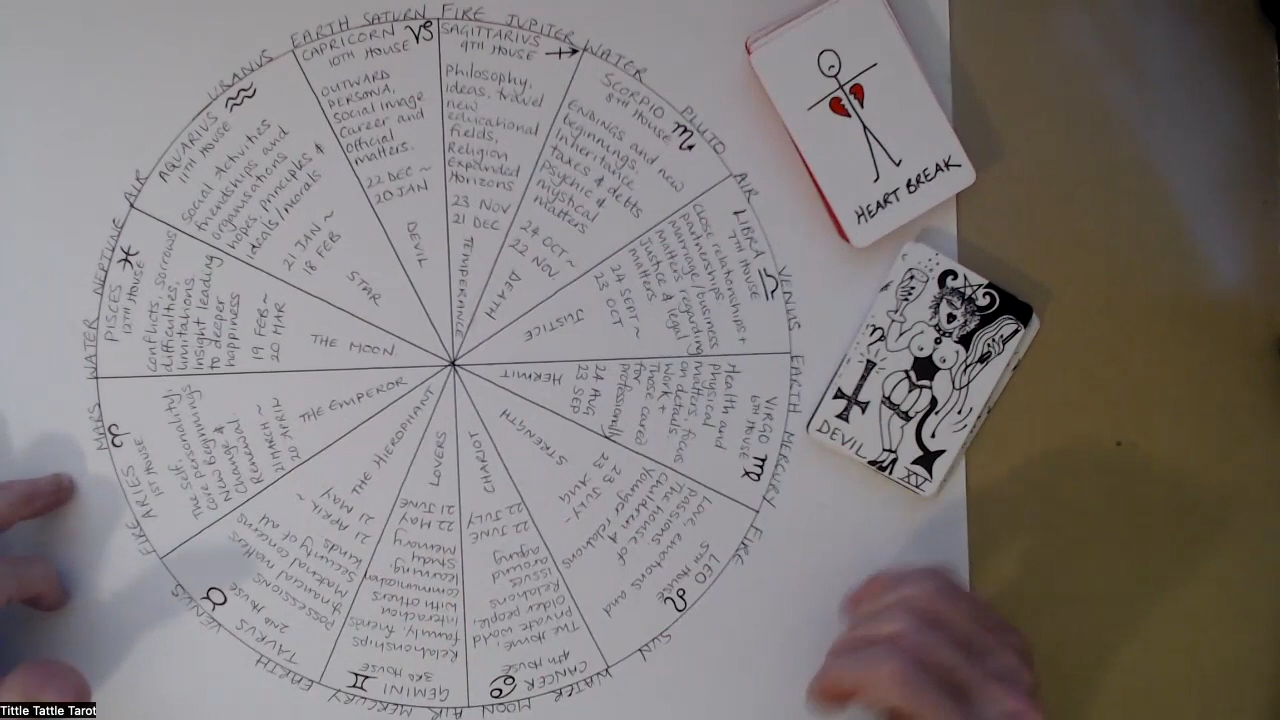 EARTH SATURN
CAPRICORN ♑
10TH HOUSE
OUTWARD
PERSONA,
Social Image
Career and
official
matters.
22 DEC ~
20 JAN
DEVIL
FIRE JUPITER
SAGITTARIUS
9TH HOUSE ♐
Philosophy,
ideas, travel
new
educational
fields,
Religion
Expanded
Horizons
23 NOV
21 DEC
TEMPERANCE
WATER PLUTO
SCORPIO
8TH HOUSE ♏
ENDINGS and new
beginnings,
Inheritance
taxes & debts
Psychic &
mystical
matters
24 OCT ~
22 NOV
DEATH
AIR VENUS
LIBRA
7TH HOUSE ♎
Close relationships +
partnerships
marriage/business
matters regarding
Justice & legal
matters
24 SEPT ~
23 OCT
JUSTICE
EARTH MERCURY
VIRGO
6TH HOUSE ♍
Health and
physical
matters. focus
on details.
Work +
Those cared
for
professionally
24 AUG
23 SEP
HERMIT
FIRE SUN
LEO
5TH HOUSE ♌
Love, emotions and
passions.
The house of
Children &
Younger relations
23 JULY -
23 AUG
STRENGTH
WATER MOON
CANCER
4TH HOUSE ♋
The Home,
private world
Older people,
Relations
Issues
around
aging
22 JUNE
22 JULY
CHARIOT
AIR MERCURY
GEMINI
3RD HOUSE ♊
Relationships
family, friends
interaction
with others
communication
learning,
study,
memory
22 MAY
21 JUNE
LOVERS
EARTH VENUS
TAURUS
2ND HOUSE ♉
Possessions
financial matters
Material
Security concerns
kinds of all
21 APRIL ~
21 MAY
THE HIEROPHANT
FIRE MARS
ARIES
1ST HOUSE ♈
The self,
core personality,
New Beginnings
Change &
Renewal.
21 MARCH ~
20 APRIL
THE EMPEROR
WATER NEPTUNE
PISCES ♓
12TH HOUSE
Conflicts, sorrows
difficulties,
limitations.
insight leading
to deeper
happiness
19 FEB ~
20 MAR
THE MOON
AIR URANUS
AQUARIUS ♒
11TH HOUSE
Social activities
friendships and
organisations
hopes, principles &
ideals/morals
21 JAN ~
18 FEB
STAR
HEART BREAK
DEVIL XV
Tittle Tattle Tarot